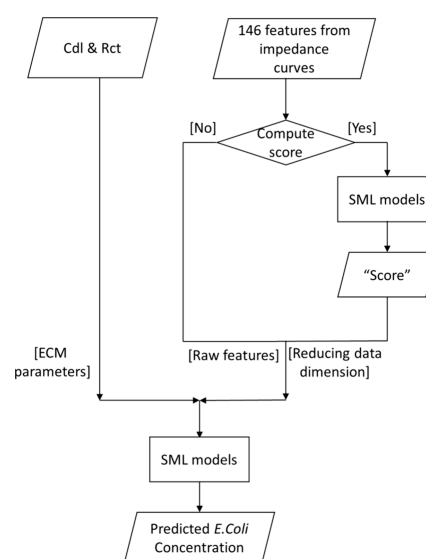 Cdl & Rct
146 features from
impedance
curves
[No]
[Yes]
Compute
score
SML models
“Score”
[ECM
parameters]
[Raw features]
[Reducing data
dimension]
SML models
Predicted E.Coli
Concentration